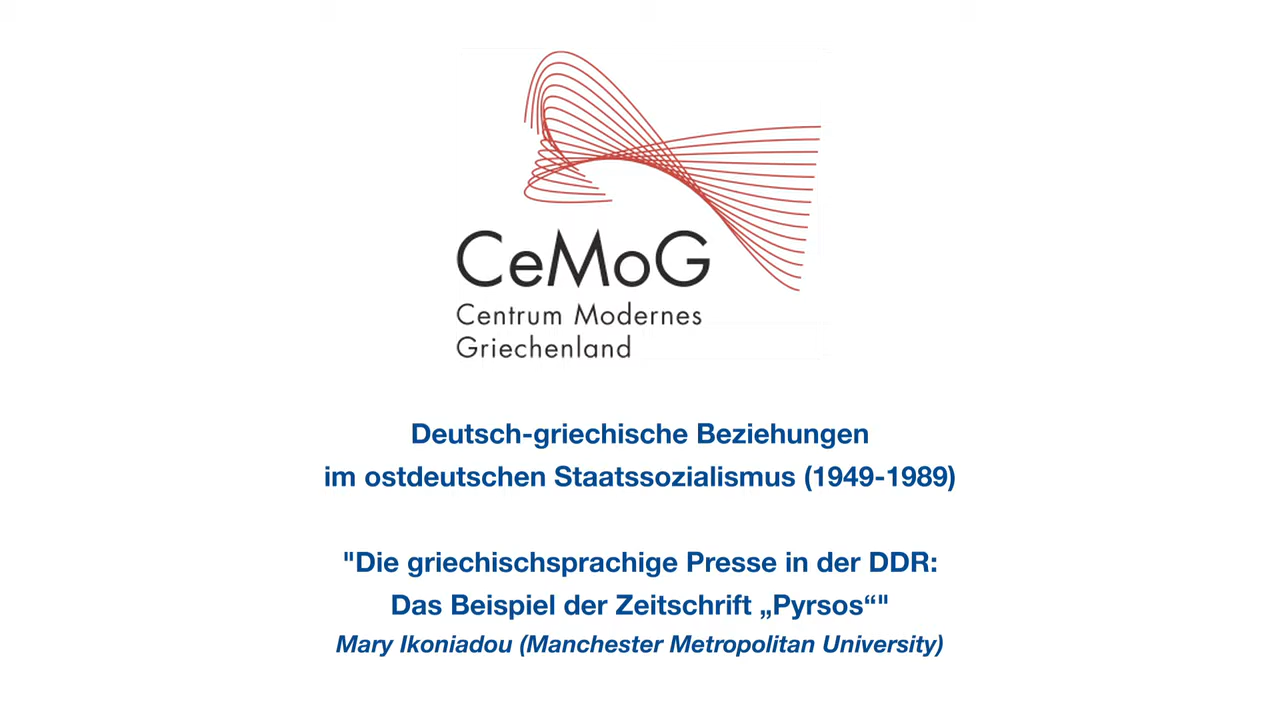 CeMoG
Centrum Modernes
Griechenland
Deutsch-griechische Beziehungen
im ostdeutschen Staatssozialismus (1949-1989)
"Die griechischsprachige Presse in der DDR:
Das Beispiel der Zeitschrift „Pyrsos“"
Mary Ikoniadou (Manchester Metropolitan University)